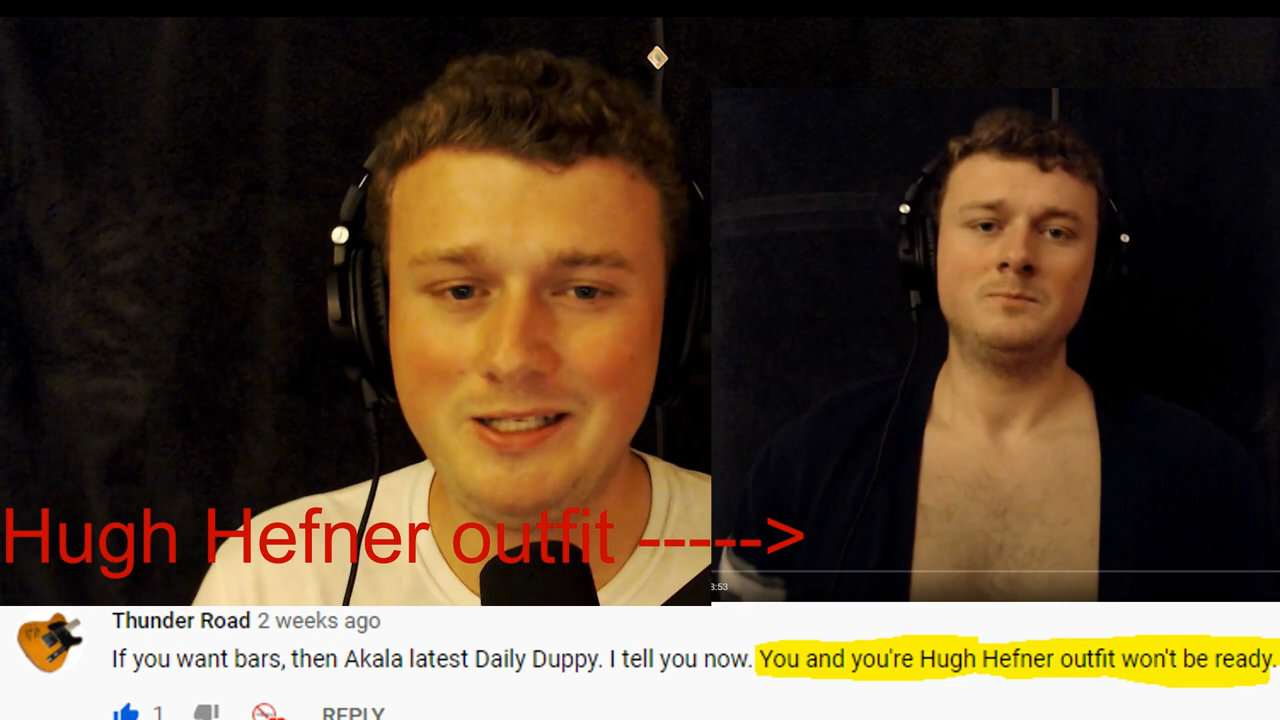 Hugh Hefner outfit ----->
3:53
Thunder Road 2 weeks ago
If you want bars, then Akala latest Daily Duppy. I tell you now. You and you're Hugh Hefner outfit won't be ready.
1 REPLY